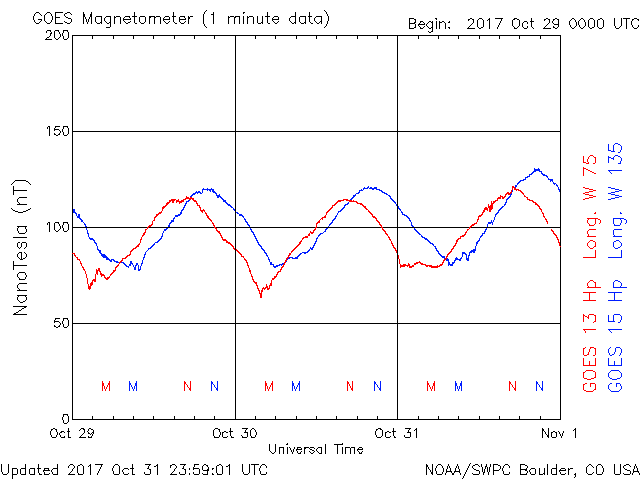 GOES Magnetometer (1 minute data)
Begin: 2017 Oct 29 0000 UTC
200
150
100
50
0
NanoTesla (nT)
M M N N M M N N M M N N
Oct 29 Oct 30 Oct 31 Nov 1
Universal Time
GOES 13 Hp Long. W 75
GOES 15 Hp Long. W 135
Updated 2017 Oct 31 23:59:01 UTC
NOAA/SWPC Boulder, CO USA